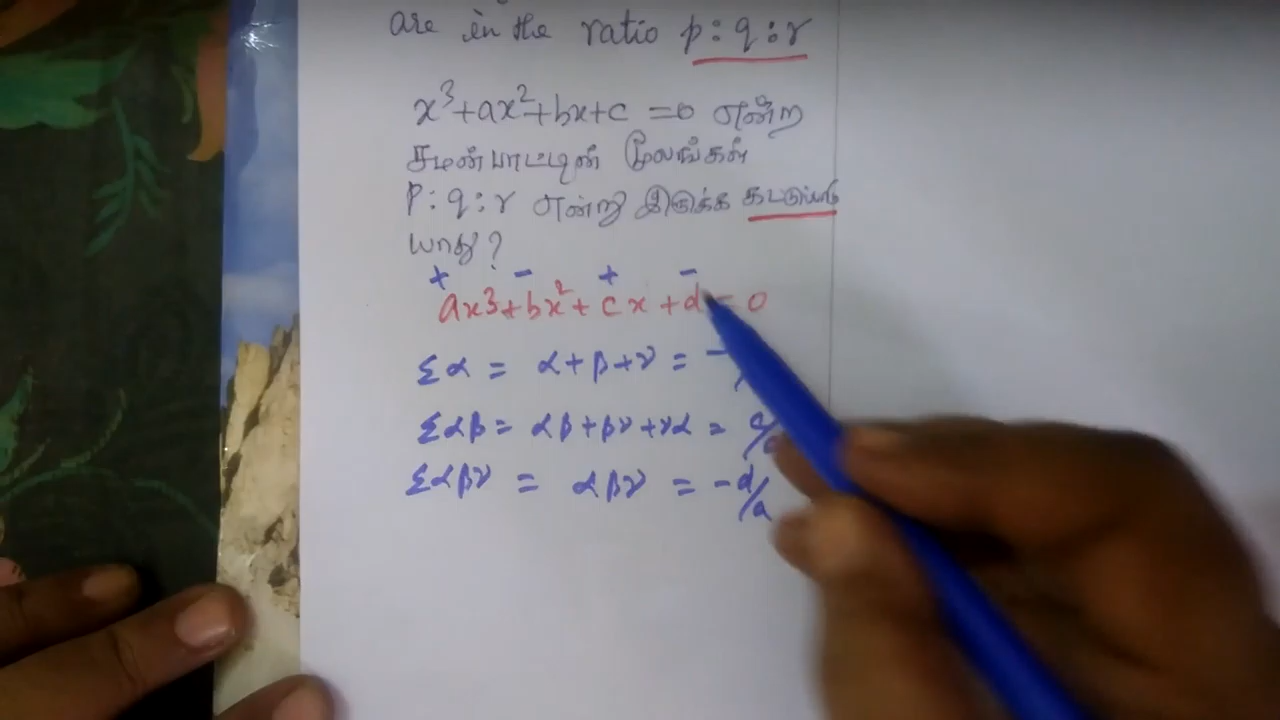 are in the ratio p:q:r
x³+ax²+bx+c =0 என்ற
சமன்பாட்டின் மூலங்கள்
P:q:r என்று இருக்க கட்டுப்பாடு
யாது?
+ - + -
ax³+bx²+cx+d=0
Σα = α+β+γ = -
Σαβ = αβ+βγ+γα = c/
Σαβγ = αβγ = -d/a